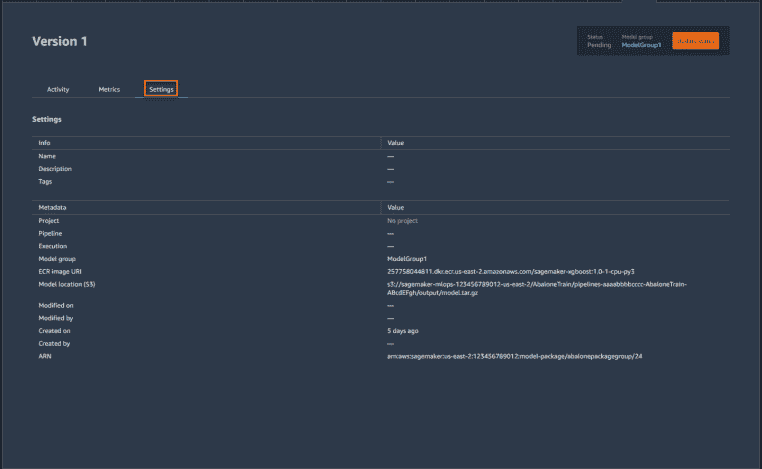 Version 1
Status
Pending
Model group
ModelGroup1
Activity
Metrics
Settings
Settings
Info Value
Name ---
Description ---
Tags ---
Metadata Value
Project No project
Pipeline ---
Execution ---
Model group ModelGroup1
ECR image URI 257758044811.dkr.ecr.us-east-2.amazonaws.com/sagemaker-xgboost:1.0-1-cpu-py3
Model location (S3) s3://sagemaker-mlops-123456789012-us-east-2/AbaloneTrain/pipelines-aaaabbbbcccc-AbaloneTrain-
ABcdEFgh/output/model.tar.gz
Modified on ---
Modified by ---
Created on 5 days ago
Created by ---
ARN arn:aws:sagemaker:us-east-2:123456789012:model-package/abalonepackagegroup/24